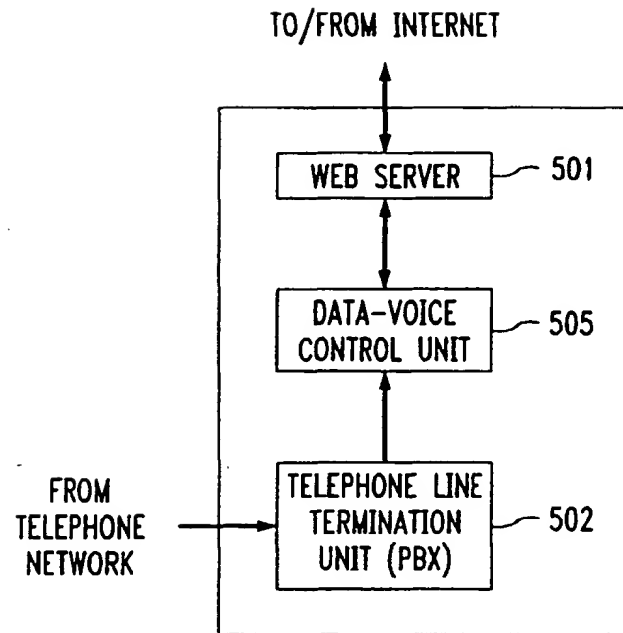 TO/FROM INTERNET
WEB SERVER
501
DATA-VOICE
CONTROL UNIT
505
FROM
TELEPHONE
NETWORK
TELEPHONE LINE
TERMINATION
UNIT (PBX)
502